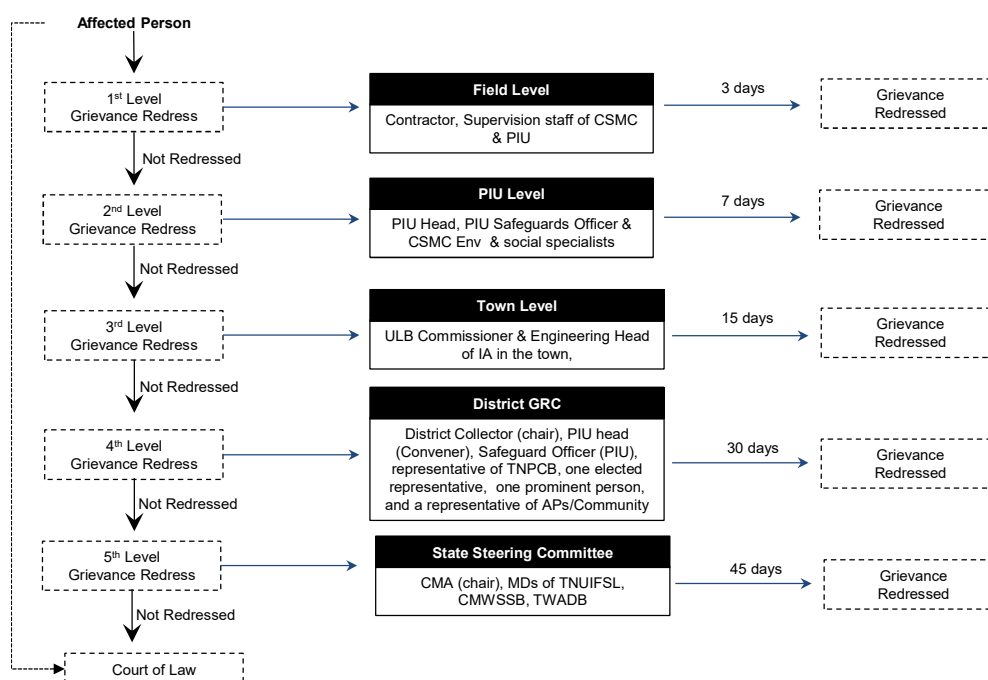 Affected Person
1st Level
Grievance Redress
Field Level
Contractor, Supervision staff of CSMC
& PIU
3 days
Grievance
Redressed
Not Redressed
2nd Level
Grievance Redress
PIU Level
PIU Head, PIU Safeguards Officer &
CSMC Env & social specialists
7 days
Grievance
Redressed
Not Redressed
3rd Level
Grievance Redress
Town Level
ULB Commissioner & Engineering Head
of IA in the town,
15 days
Grievance
Redressed
Not Redressed
4th Level
Grievance Redress
District GRC
District Collector (chair), PIU head
(Convener), Safeguard Officer (PIU),
representative of TNPCB, one elected
representative, one prominent person,
and a representative of APs/Community
30 days
Grievance
Redressed
Not Redressed
5th Level
Grievance Redress
State Steering Committee
CMA (chair), MDs of TNUIFSL,
CMWSSB, TWADB
45 days
Grievance
Redressed
Not Redressed
Court of Law